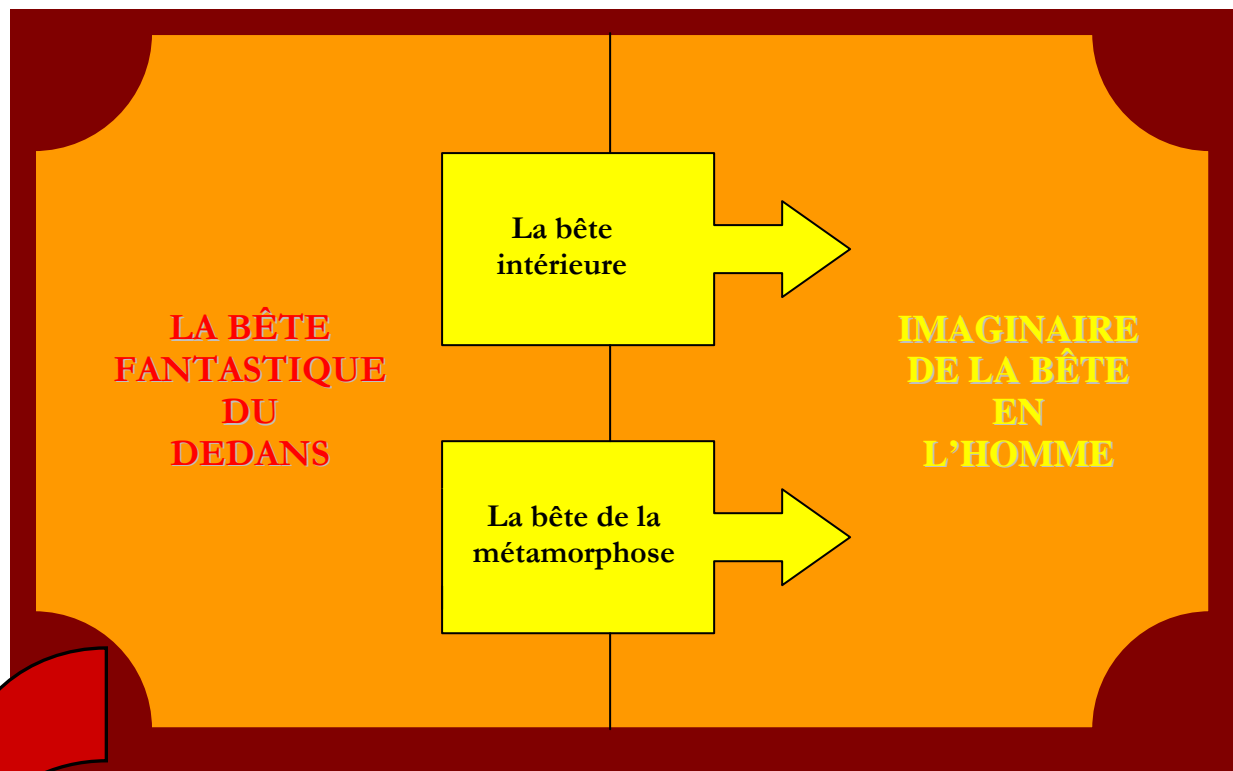 LA BÊTE
FANTASTIQUE
DU
DEDANS
La bête
intérieure
La bête de la
métamorphose
IMAGINAIRE
DE LA BÊTE
EN
L’HOMME